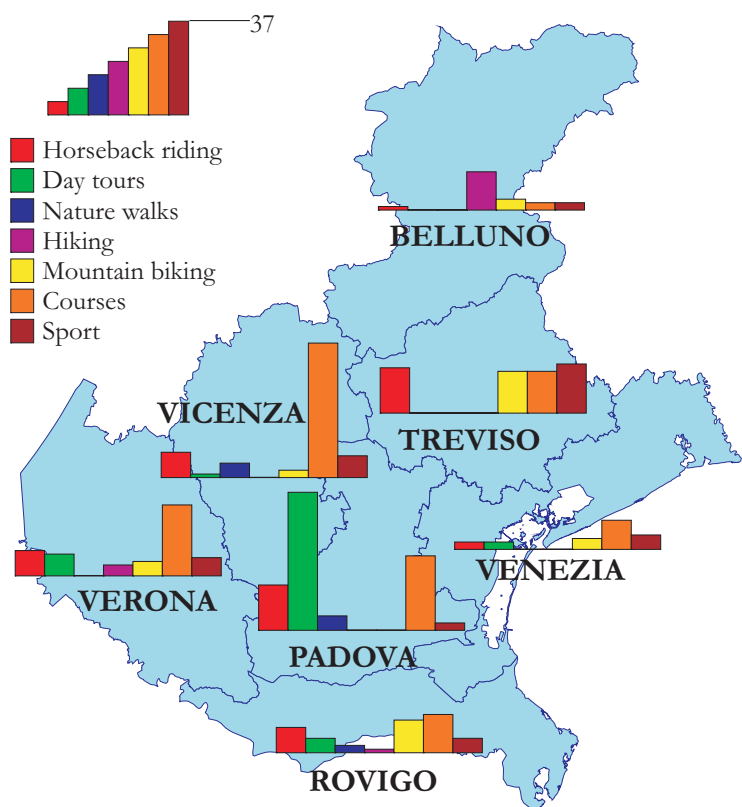 37
Horseback riding
Day tours
Nature walks
Hiking
Mountain biking
Courses
Sport
BELLUNO
VICENZA
TREVISO
VENEZIA
VERONA
PADOVA
ROVIGO